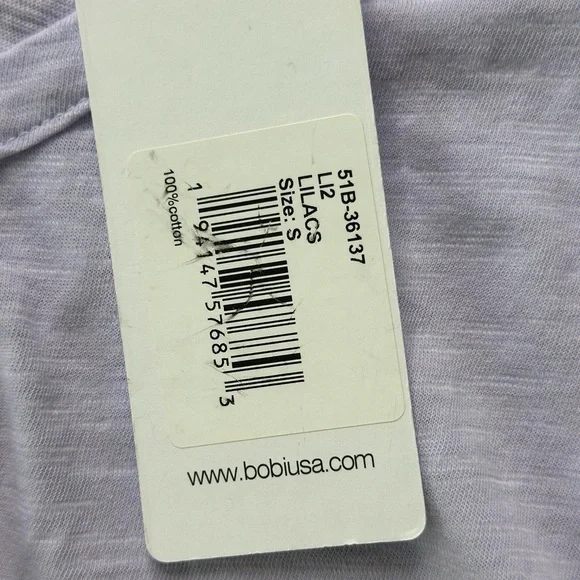 51B-36137
LI2
LILACS
Size: S
1 94147 57685 3
100%cotton
www.bobiusa.com